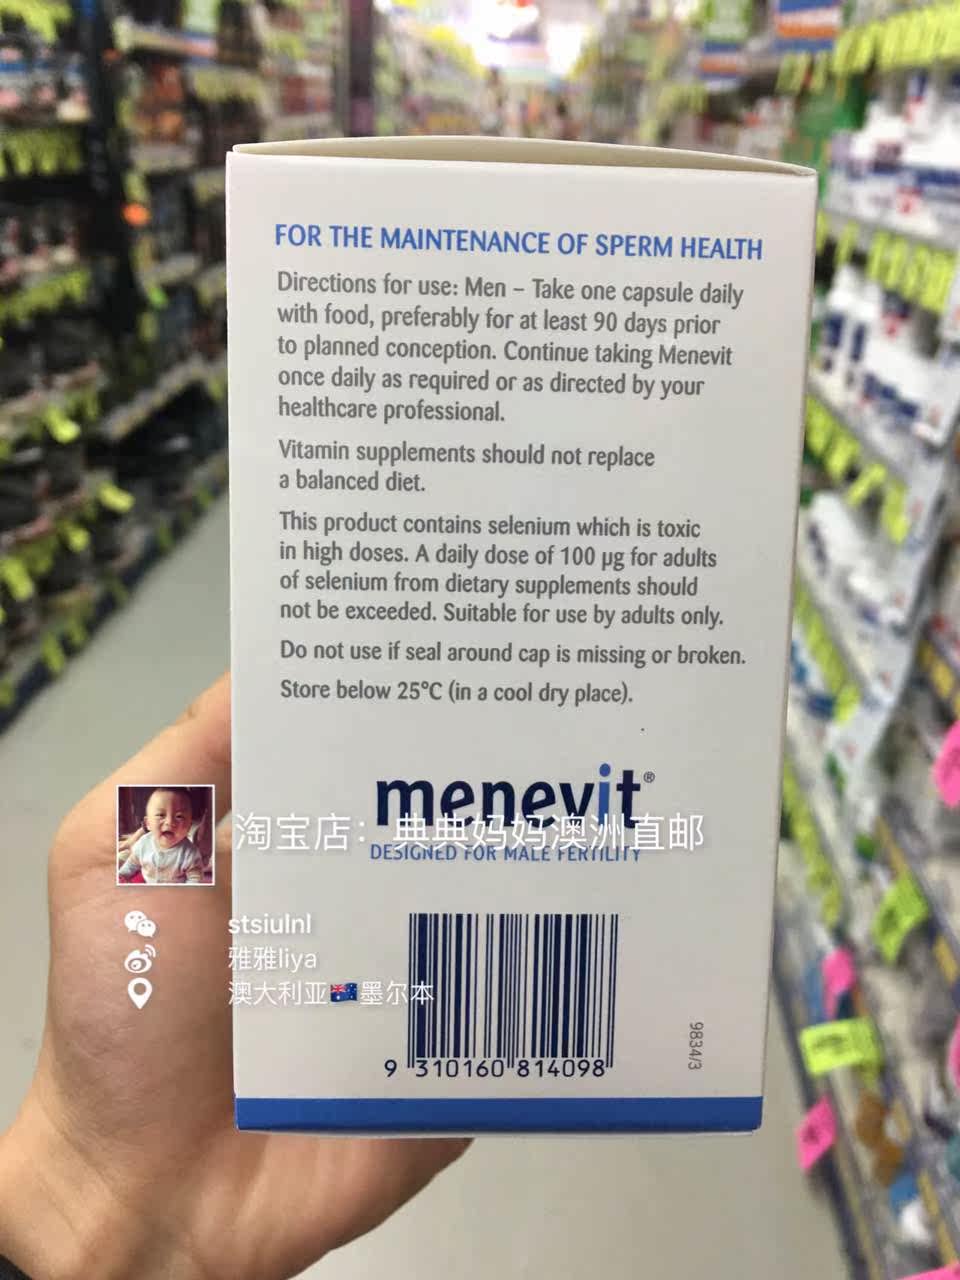 FOR THE MAINTENANCE OF SPERM HEALTH
Directions for use: Men – Take one capsule daily
with food, preferably for at least 90 days prior
to planned conception. Continue taking Menevit
once daily as required or as directed by your
healthcare professional.
Vitamin supplements should not replace
a balanced diet.
This product contains selenium which is toxic
in high doses. A daily dose of 100 µg for adults
of selenium from dietary supplements should
not be exceeded. Suitable for use by adults only.
Do not use if seal around cap is missing or broken.
Store below 25°C (in a cool dry place).
menevit®
淘宝店：典典妈妈澳洲直邮
DESIGNED FOR MALE FERTILITY
stsiulnl
雅雅liya
澳大利亚🇦🇺墨尔本
9834/3
9 310160 814098